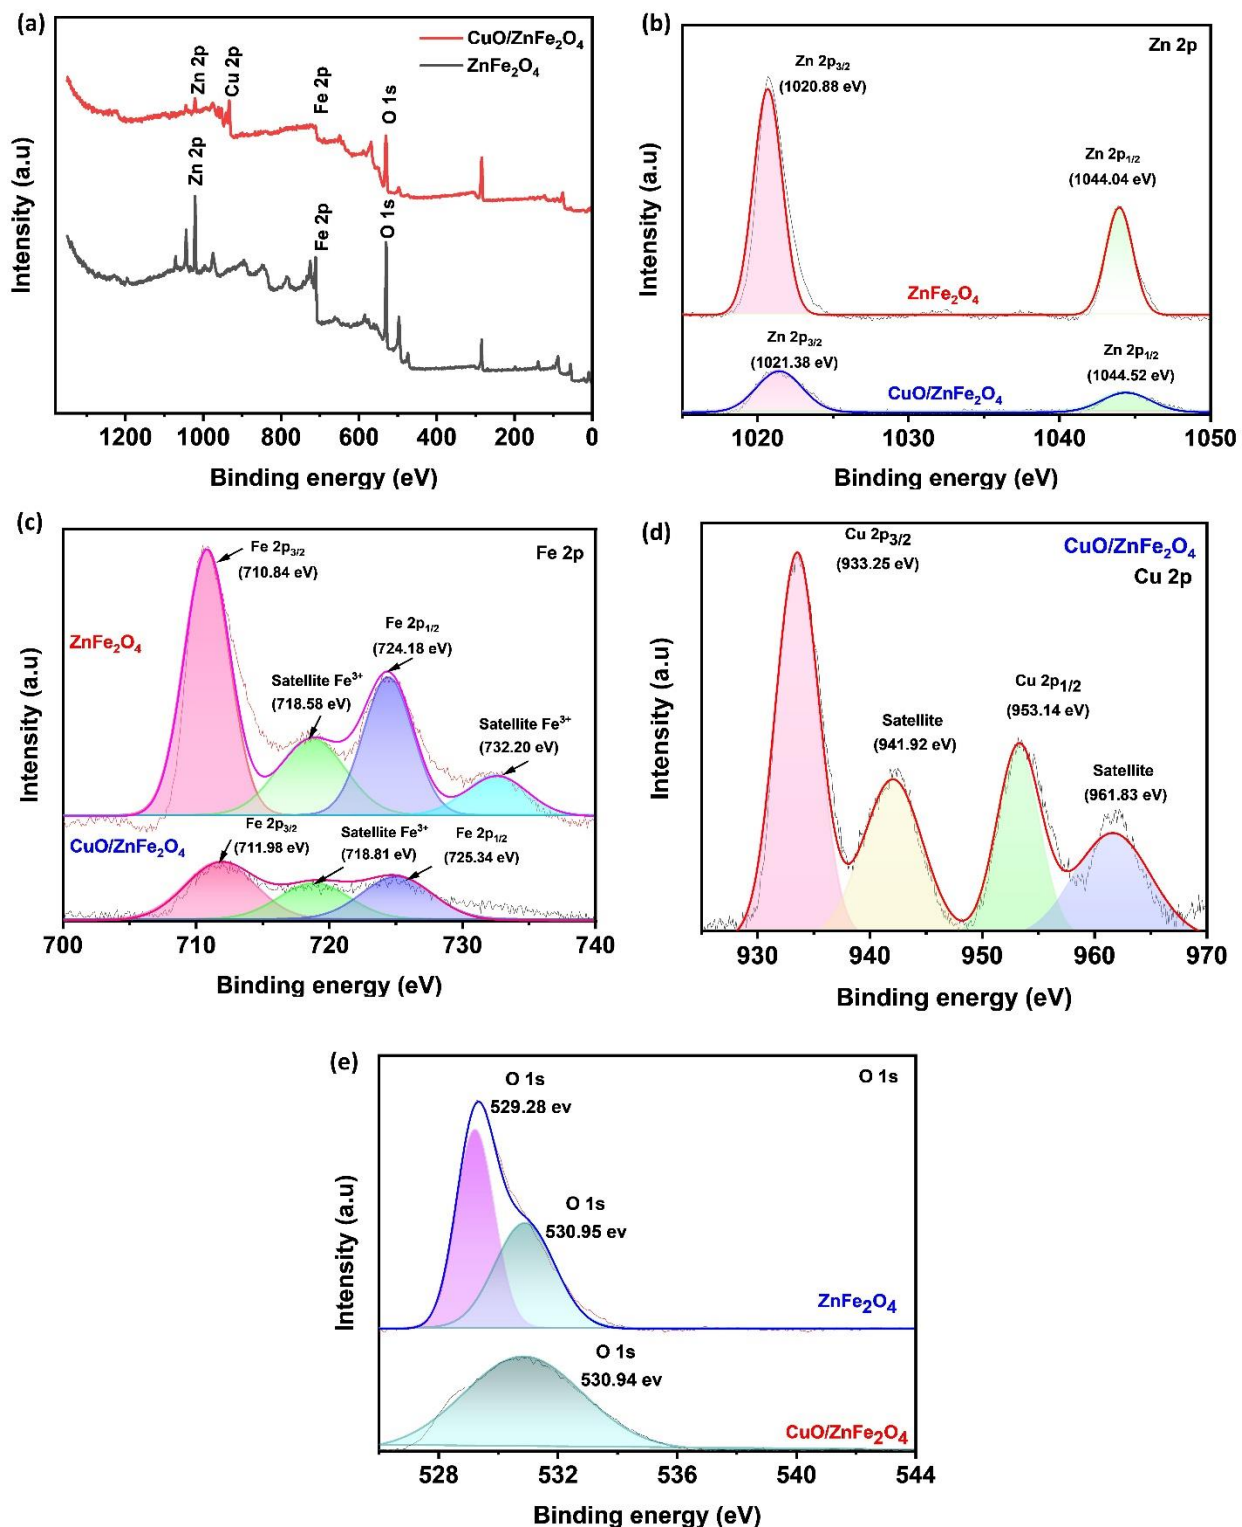 (a)
CuO/ZnFe₂O₄
ZnFe₂O₄
Zn 2p
Cu 2p
Fe 2p
O 1s
Zn 2p
Fe 2p
O 1s
Intensity (a.u)
1200 1000 800 600 400 200 0
Binding energy (eV)
(b)
Zn 2p
Zn 2p₃/₂
(1020.88 eV)
Zn 2p₁/₂
(1044.04 eV)
ZnFe₂O₄
Zn 2p₃/₂
(1021.38 eV)
Zn 2p₁/₂
(1044.52 eV)
CuO/ZnFe₂O₄
Intensity (a.u)
1020 1030 1040 1050
Binding energy (eV)
(c)
Fe 2p
Fe 2p₃/₂
(710.84 eV)
ZnFe₂O₄
Fe 2p₁/₂
(724.18 eV)
Satellite Fe³⁺
(718.58 eV)
Satellite Fe³⁺
(732.20 eV)
CuO/ZnFe₂O₄
Fe 2p₃/₂
(711.98 eV)
Satellite Fe³⁺
(718.81 eV)
Fe 2p₁/₂
(725.34 eV)
Intensity (a.u)
700 710 720 730 740
Binding energy (eV)
(d)
Cu 2p₃/₂
(933.25 eV)
CuO/ZnFe₂O₄
Cu 2p
Satellite
(941.92 eV)
Cu 2p₁/₂
(953.14 eV)
Satellite
(961.83 eV)
Intensity (a.u)
930 940 950 960 970
Binding energy (eV)
(e)
O 1s
O 1s
529.28 ev
O 1s
530.95 ev
ZnFe₂O₄
O 1s
530.94 ev
CuO/ZnFe₂O₄
Intensity (a.u)
528 532 536 540 544
Binding energy (eV)